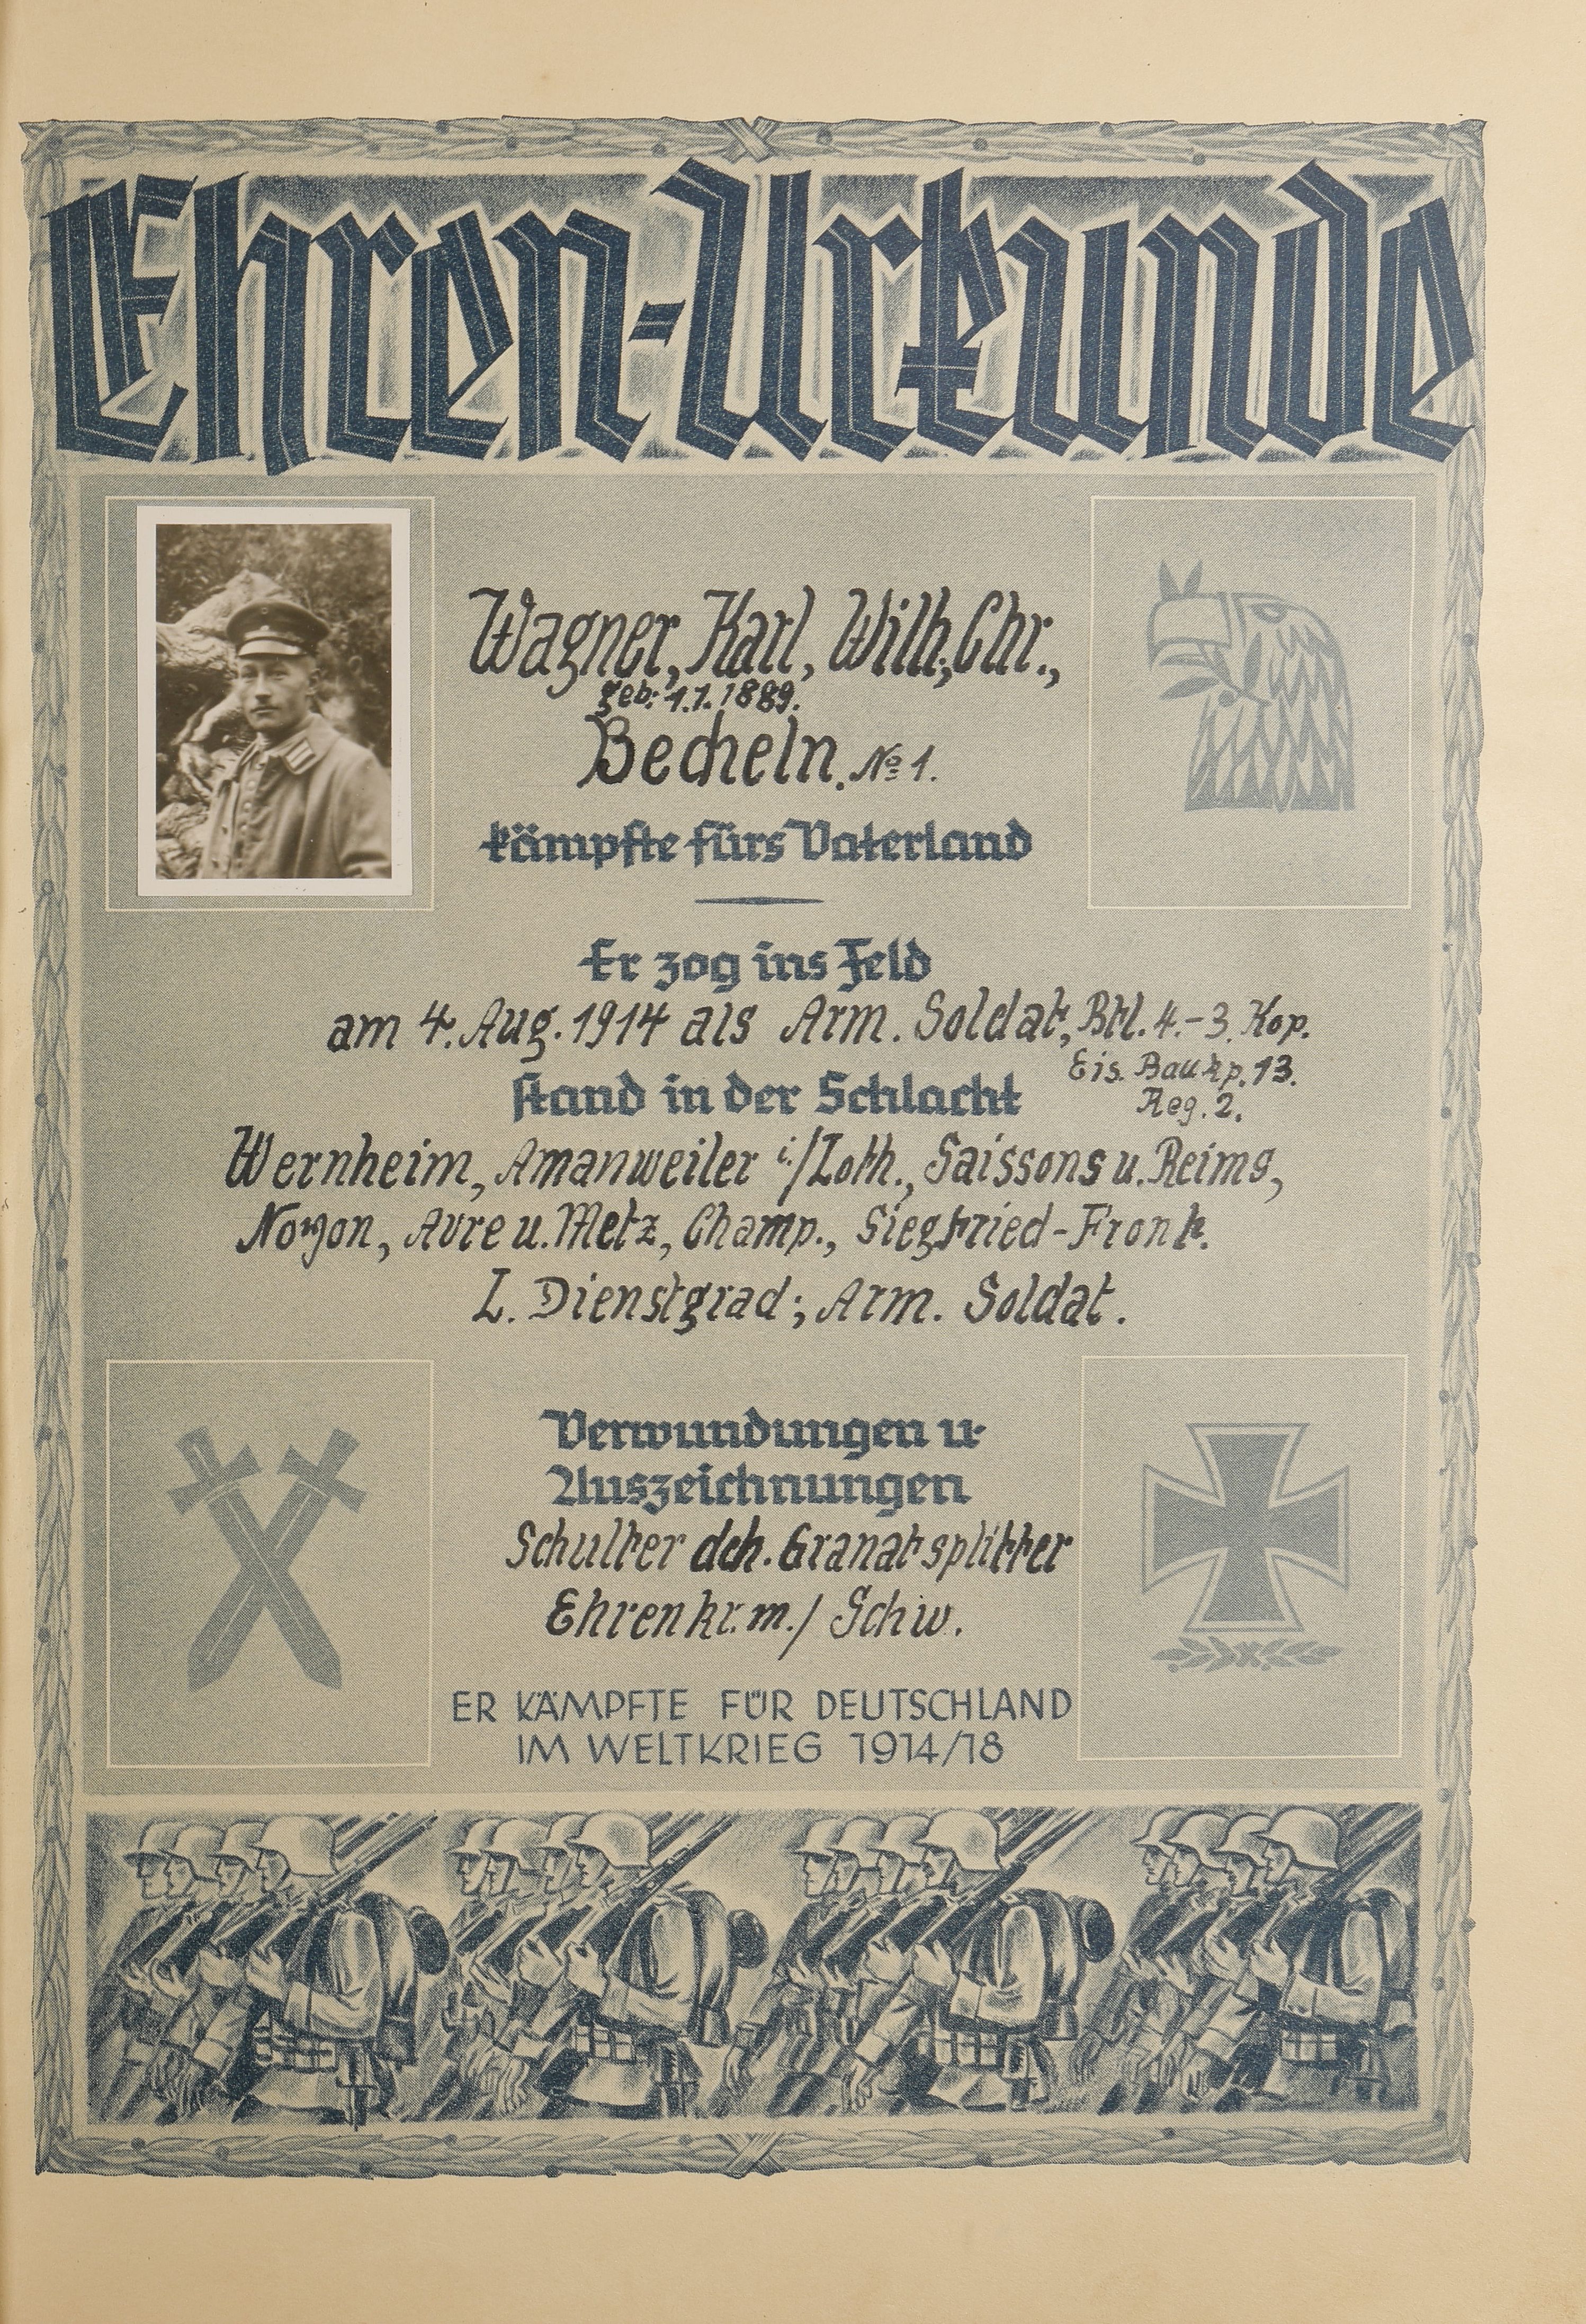 Ehren-Urkunde
Wagner, Karl, Wilh., Chr.,
geb: 1.1.1889.
Becheln. No 1.
kämpfte fürs Vaterland
Er zog ins Feld
am 4. Aug. 1914 als Arm. Soldat, Btl. 4.-3. Kop.
Eis. Baukp. 13.
Reg. 2.
stand in der Schlacht
Wernheim, Amanweiler i./Loth., Saissons u. Reims,
Noyon, Avre u. Metz, Champ., Siegfried-Front.
L. Dienstgrad; Arm. Soldat.
Verwundungen u.
Auszeichnungen
Schulter dch. Granatsplitter
Ehrenkr. m./ Schw.
ER KÄMPFTE FÜR DEUTSCHLAND
IM WELTKRIEG 1914/18